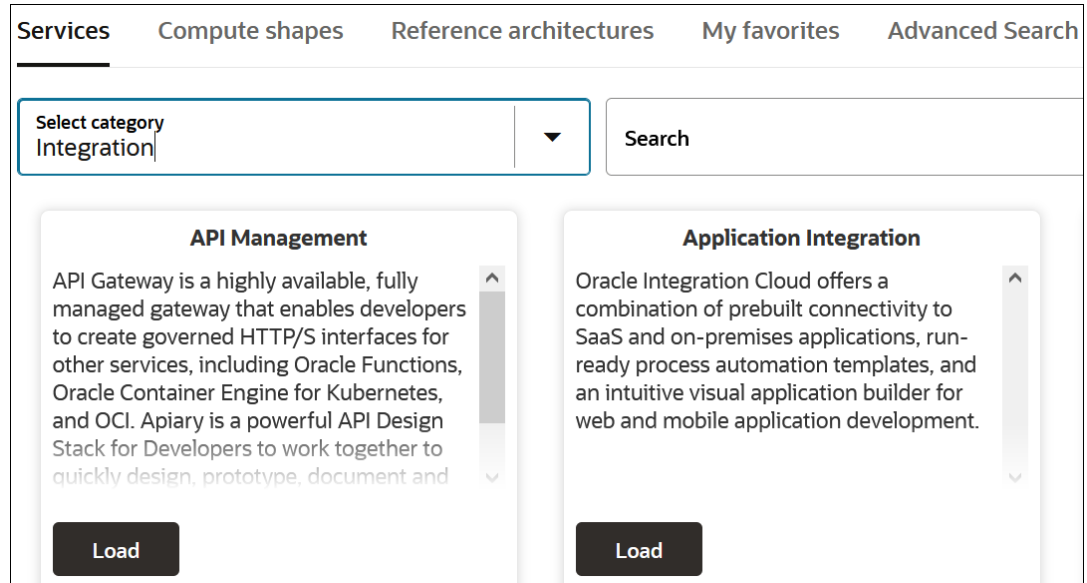 Services Compute shapes Reference architectures My favorites Advanced Search
Select category
Integration
Search
API Management
API Gateway is a highly available, fully
managed gateway that enables developers
to create governed HTTP/S interfaces for
other services, including Oracle Functions,
Oracle Container Engine for Kubernetes,
and OCI. Apiary is a powerful API Design
Stack for Developers to work together to
quickly design, prototype, document and
Load
Application Integration
Oracle Integration Cloud offers a
combination of prebuilt connectivity to
SaaS and on-premises applications, run-
ready process automation templates, and
an intuitive visual application builder for
web and mobile application development.
Load